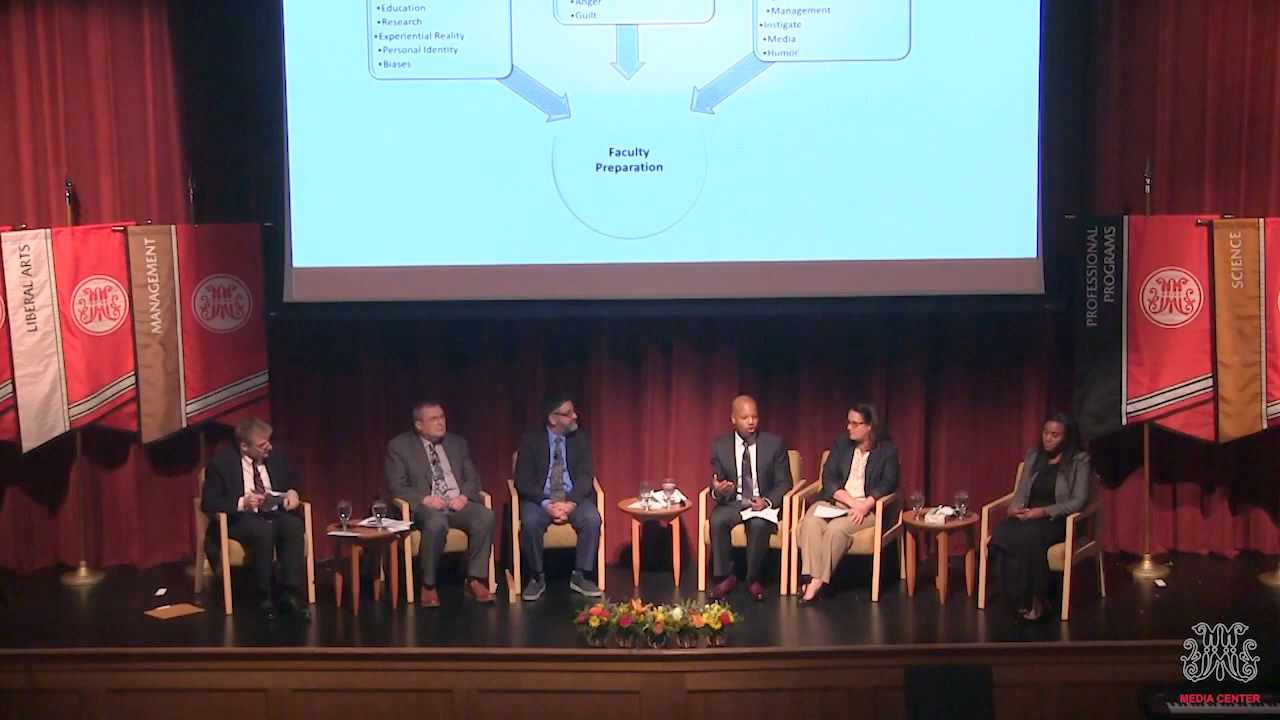 •Education
•Research
•Experiential Reality
•Personal Identity
•Biases
•Anger
•Guilt
•Management
•Instigate
•Media
•Humor
Faculty
Preparation
LIBERAL ARTS
MANAGEMENT
PROFESSIONAL
PROGRAMS
SCIENCE
MEDIA CENTER